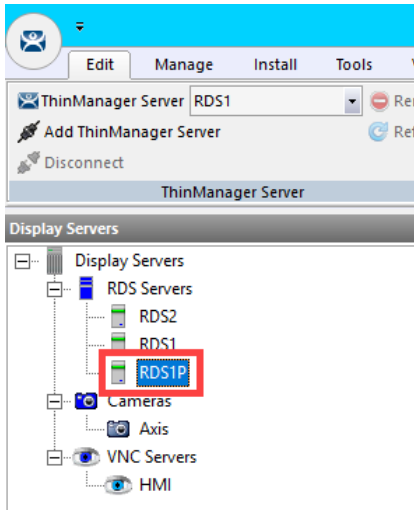 Edit Manage Install Tools
ThinManager Server RDS1
Add ThinManager Server
Disconnect
ThinManager Server
Display Servers
Display Servers
RDS Servers
RDS2
RDS1
RDS1P
Cameras
Axis
VNC Servers
HMI